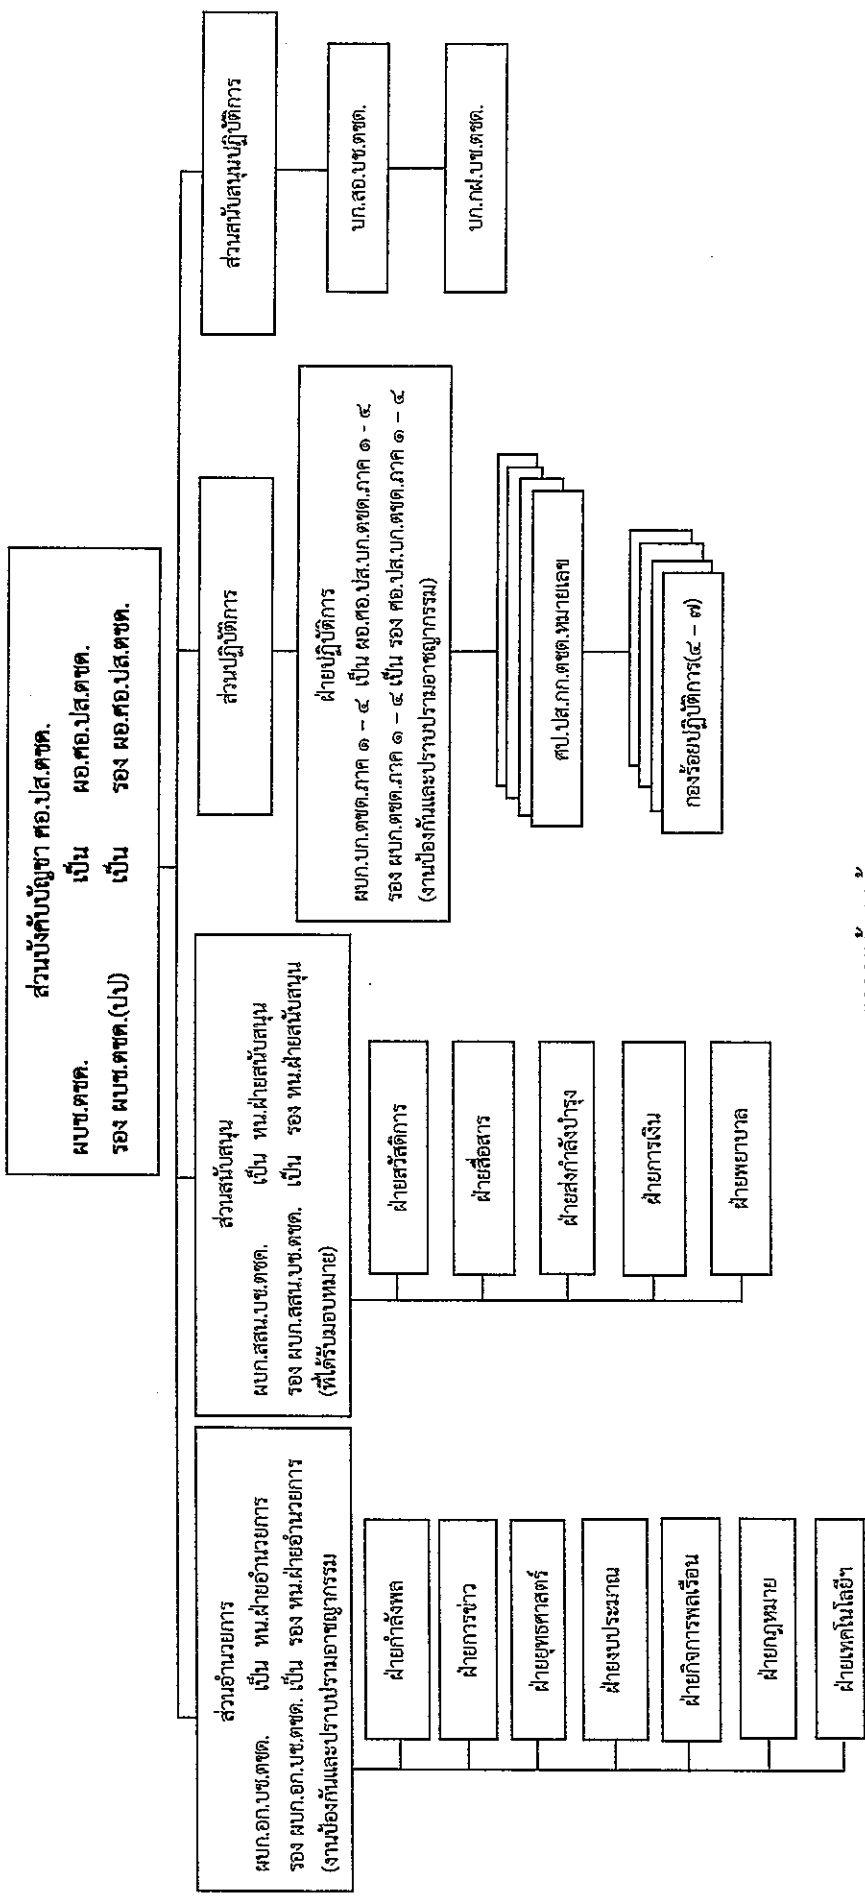 ส่วนบังคับบัญชา ศอ.ปส.ตชด.
ผบช.ตชด. เป็น ผอ.ศอ.ปส.ตชด.
รอง ผบช.ตชด.(ปป) เป็น รอง ผอ.ศอ.ปส.ตชด.
ส่วนอำนวยการ
ผบก.อก.บช.ตชด. เป็น หน.ฝ่ายอำนวยการ
รอง ผบก.อก.บช.ตชด. เป็น รอง หน.ฝ่ายอำนวยการ
(งานป้องกันและปราบปรามอาชญากรรม)
ฝ่ายกำลังพล
ฝ่ายการข่าว
ฝ่ายยุทธศาสตร์
ฝ่ายงบประมาณ
ฝ่ายกิจการพลเรือน
ฝ่ายกฎหมาย
ฝ่ายเทคโนโลยีฯ
ส่วนสนับสนุน
ผบก.สสน.บช.ตชด. เป็น หน.ฝ่ายสนับสนุน
รอง ผบก.สสน.บช.ตชด. เป็น รอง หน.ฝ่ายสนับสนุน
(ที่ได้รับมอบหมาย)
ฝ่ายสวัสดิการ
ฝ่ายสื่อสาร
ฝ่ายส่งกำลังบำรุง
ฝ่ายการเงิน
ฝ่ายพยาบาล
ส่วนปฏิบัติการ
ฝ่ายปฏิบัติการ
ผบก.บก.ตชด.ภาค ๑ – ๔ เป็น ผอ.ศอ.ปส.บก.ตชด.ภาค ๑ - ๔
รอง ผบก.ตชด.ภาค ๑ – ๔ เป็น รอง ศอ.ปส.บก.ตชด.ภาค ๑ – ๔
(งานป้องกันและปราบปรามอาชญากรรม)
ศป.ปส.กก.ตชด.หมายเลข
กองร้อยปฏิบัติการ(๔ – ๗)
ส่วนสนับสนุนปฏิบัติการ
บก.สอ.บช.ตชด.
บก.กฝ.บช.ตชด.